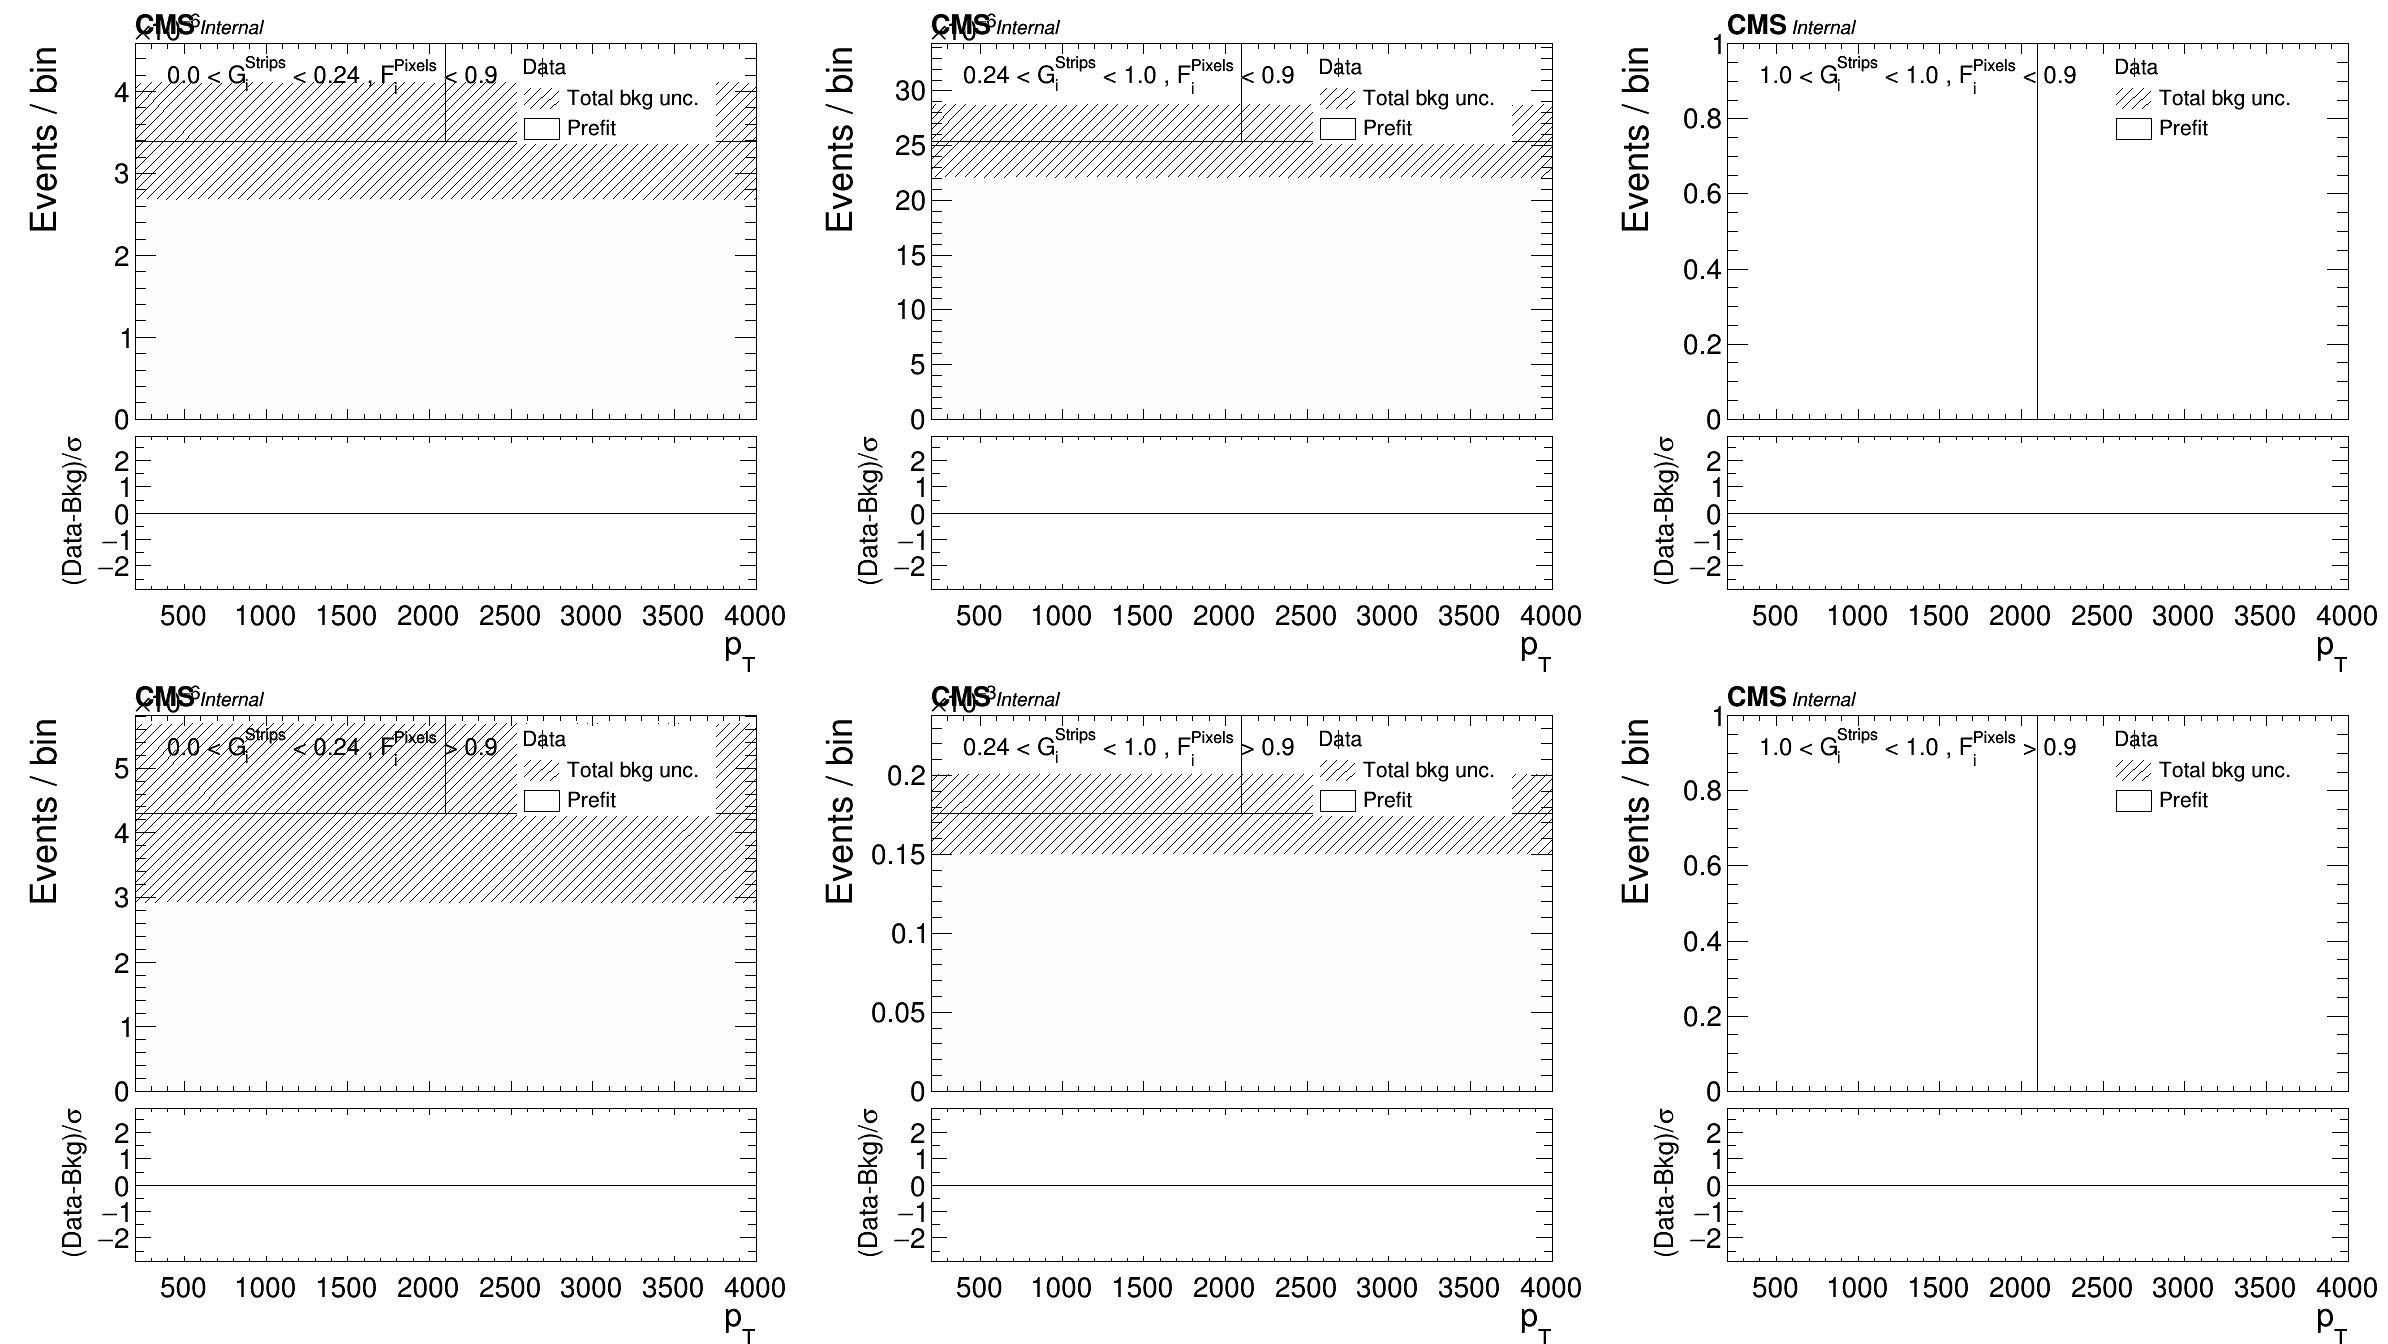 CMS Internal
×10⁻⁶
Events / bin
0.0 < G_i^Strips < 0.24 , F_i^Pixels < 0.9
Data
Total bkg unc.
Prefit
4
3
2
1
0
(Data-Bkg)/σ
2
1
0
−1
−2
500 1000 1500 2000 2500 3000 3500 4000
p_T
CMS Internal
×10⁻⁶
Events / bin
0.24 < G_i^Strips < 1.0 , F_i^Pixels < 0.9
Data
Total bkg unc.
Prefit
30
25
20
15
10
5
0
(Data-Bkg)/σ
2
1
0
−1
−2
500 1000 1500 2000 2500 3000 3500 4000
p_T
CMS Internal
Events / bin
1.0 < G_i^Strips < 1.0 , F_i^Pixels < 0.9
Data
Total bkg unc.
Prefit
1
0.8
0.6
0.4
0.2
0
(Data-Bkg)/σ
2
1
0
−1
−2
500 1000 1500 2000 2500 3000 3500 4000
p_T
CMS Internal
×10⁻⁶
Events / bin
0.0 < G_i^Strips < 0.24 , F_i^Pixels > 0.9
Data
Total bkg unc.
Prefit
5
4
3
2
1
0
(Data-Bkg)/σ
2
1
0
−1
−2
500 1000 1500 2000 2500 3000 3500 4000
p_T
CMS Internal
×10⁻³
Events / bin
0.24 < G_i^Strips < 1.0 , F_i^Pixels > 0.9
Data
Total bkg unc.
Prefit
0.2
0.15
0.1
0.05
0
(Data-Bkg)/σ
2
1
0
−1
−2
500 1000 1500 2000 2500 3000 3500 4000
p_T
CMS Internal
Events / bin
1.0 < G_i^Strips < 1.0 , F_i^Pixels > 0.9
Data
Total bkg unc.
Prefit
1
0.8
0.6
0.4
0.2
0
(Data-Bkg)/σ
2
1
0
−1
−2
500 1000 1500 2000 2500 3000 3500 4000
p_T